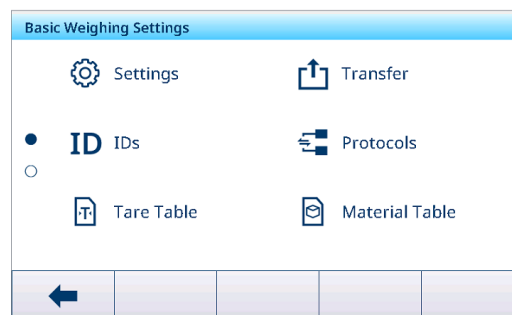 Basic Weighing Settings
Settings
Transfer
ID IDs
Protocols
T Tare Table
Material Table